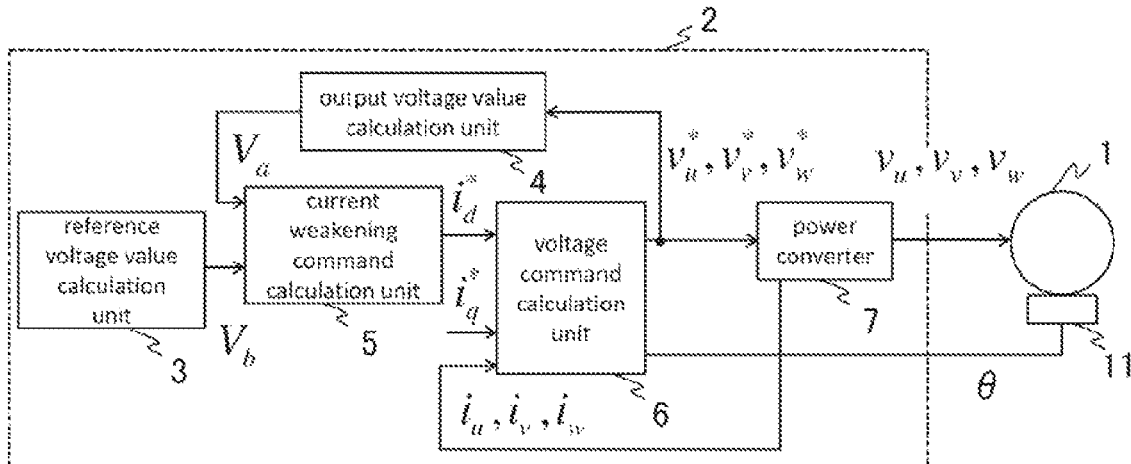 2
output voltage value
calculation unit
4
V_a
v_u^*, v_v^*, v_w^*
v_u, v_v, v_w
1
reference
voltage value
calculation
unit
3
V_b
current
weakening
command
calculation unit
5
i_d^*
i_q^*
voltage
command
calculation
unit
6
power
converter
7
11
θ
i_u, i_v, i_w